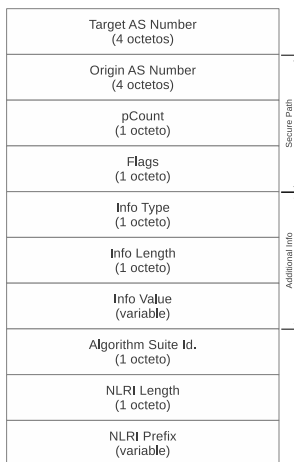 Target AS Number
(4 octetos)
Origin AS Number
(4 octetos)
pCount
(1 octeto)
Flags
(1 octeto)
Secure Path
Info Type
(1 octeto)
Info Length
(1 octeto)
Info Value
(variable)
Additional Info
Algorithm Suite Id.
(1 octeto)
NLRI Length
(1 octeto)
NLRI Prefix
(variable)